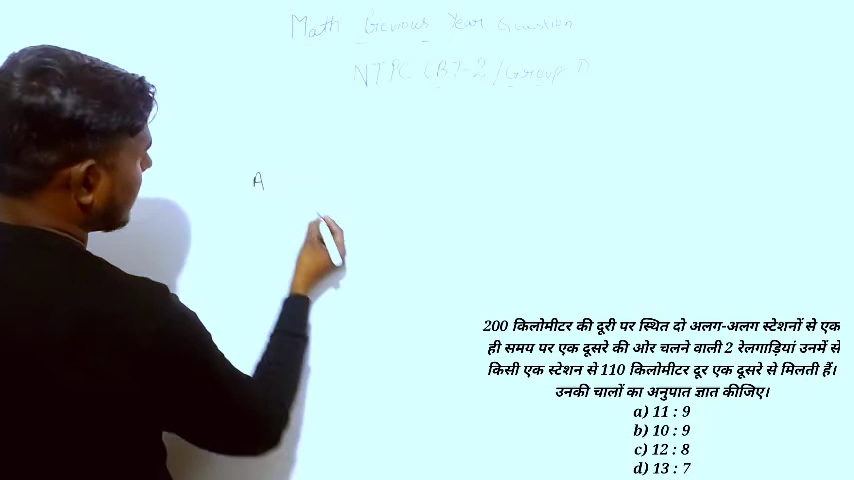 Math Previous Year Question
NTPC CBT-2 / Group D
A
200 किलोमीटर की दूरी पर स्थित दो अलग-अलग स्टेशनों से एक
ही समय पर एक दूसरे की ओर चलने वाली 2 रेलगाड़ियां उनमें से
किसी एक स्टेशन से 110 किलोमीटर दूर एक दूसरे से मिलती हैं।
उनकी चालों का अनुपात ज्ञात कीजिए।
a) 11 : 9
b) 10 : 9
c) 12 : 8
d) 13 : 7